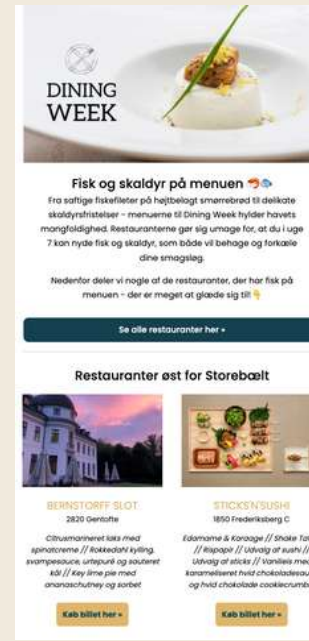 DINING
WEEK
Fisk og skaldyr på menuen 🦐🐟
Fra saftige fiskefileter på højtbelagt smørrebrød til delikate
skaldyrsfristelser - menuerne til Dining Week hylder havets
mangfoldighed. Restauranterne gør sig umage for, at du i uge
7 kan nyde fisk og skaldyr, som både vil behage og forkæle
dine smagsløg.
Nedenfor deler vi nogle af de restauranter, der har fisk på
menuen - der er meget at glæde sig til! 👇
Se alle restauranter her »
Restauranter øst for Storebælt
BERNSTORFF SLOT
2820 Gentofte
Citrusmarineret laks med
spinatcreme // Rokkedahl kylling,
svampesauce, urtepuré og sauteret
kål // Key lime pie med
ananaschutney og sorbet
Køb billet her »
STICKS'N'SUSHI
1850 Frederiksberg C
Edamame & Karaage // Shake Tar
// Rispapir // Udvalg af sushi //
Udvalg af sticks // Vanilieis med
karamelliseret hvid chokoladesau
og hvid chokolade cookiecrumb
Køb billet her »